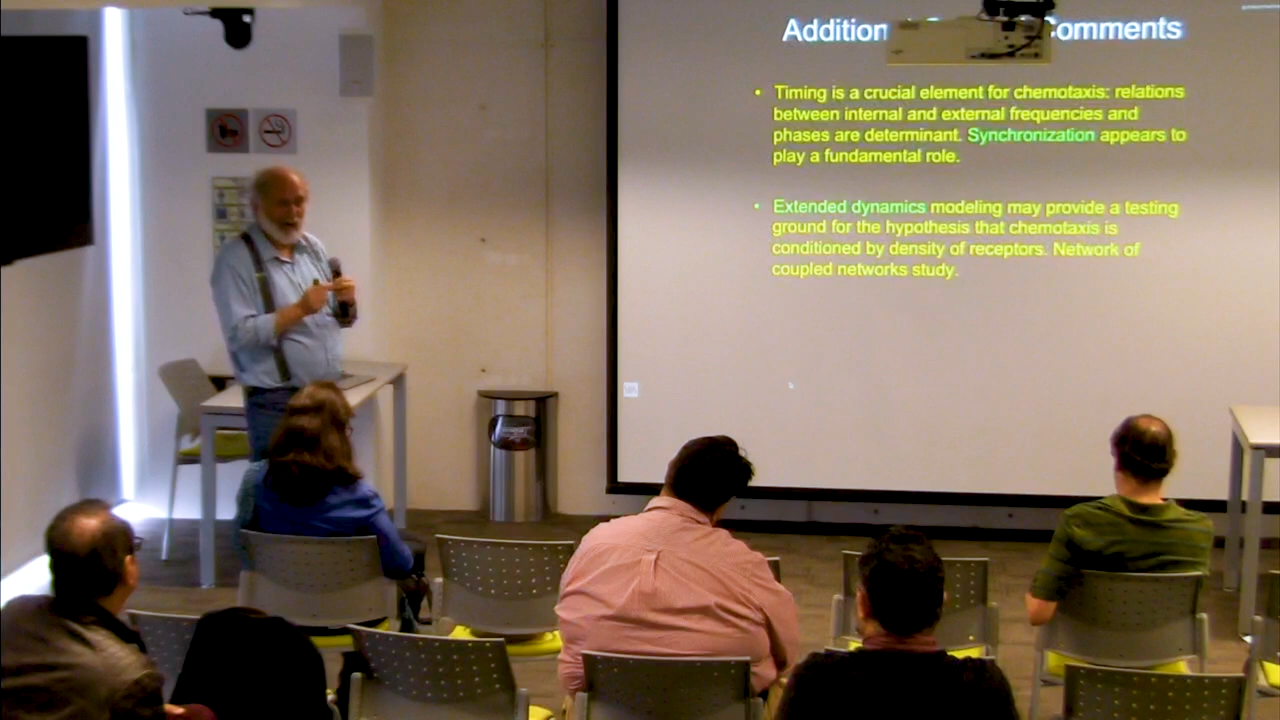 Addition Comments
• Timing is a crucial element for chemotaxis: relations
between internal and external frequencies and
phases are determinant. Synchronization appears to
play a fundamental role.
• Extended dynamics modeling may provide a testing
ground for the hypothesis that chemotaxis is
conditioned by density of receptors. Network of
coupled networks study.